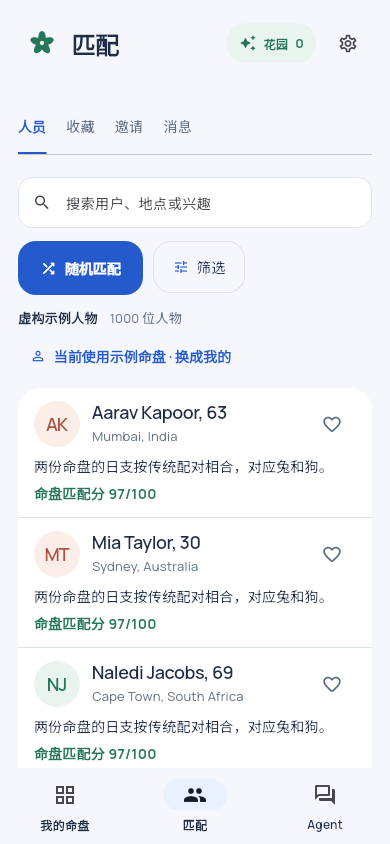 匹配
花园 0
人员 收藏 邀请 消息
搜索用户、地点或兴趣
随机匹配
筛选
虚构示例人物 1000 位人物
当前使用示例命盘 · 换成我的
AK
Aarav Kapoor, 63
Mumbai, India
两份命盘的日支按传统配对相合，对应兔和狗。
命盘匹配分 97/100
MT
Mia Taylor, 30
Sydney, Australia
两份命盘的日支按传统配对相合，对应兔和狗。
命盘匹配分 97/100
NJ
Naledi Jacobs, 69
Cape Town, South Africa
两份命盘的日支按传统配对相合，对应兔和狗。
命盘匹配分 97/100
我的命盘 匹配 Agent